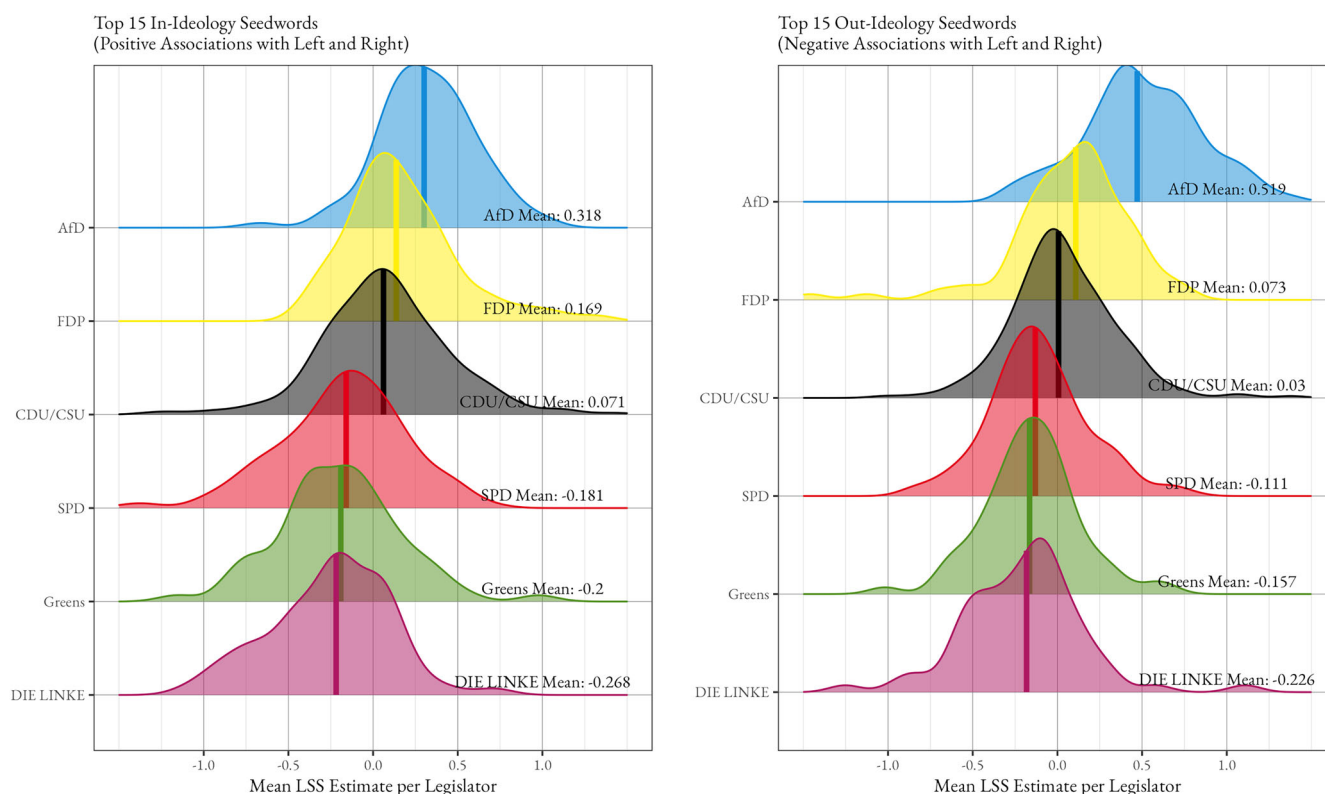 Top 15 In-Ideology Seedwords
(Positive Associations with Left and Right)
AfD Mean: 0.318
AfD
FDP Mean: 0.169
FDP
CDU/CSU Mean: 0.071
CDU/CSU
SPD Mean: -0.181
SPD
Greens Mean: -0.2
Greens
DIE LINKE Mean: -0.268
DIE LINKE
-1.0 -0.5 0.0 0.5 1.0
Mean LSS Estimate per Legislator
Top 15 Out-Ideology Seedwords
(Negative Associations with Left and Right)
AfD Mean: 0.519
AfD
FDP Mean: 0.073
FDP
CDU/CSU Mean: 0.03
CDU/CSU
SPD Mean: -0.111
SPD
Greens Mean: -0.157
Greens
DIE LINKE Mean: -0.226
DIE LINKE
-1.0 -0.5 0.0 0.5 1.0
Mean LSS Estimate per Legislator